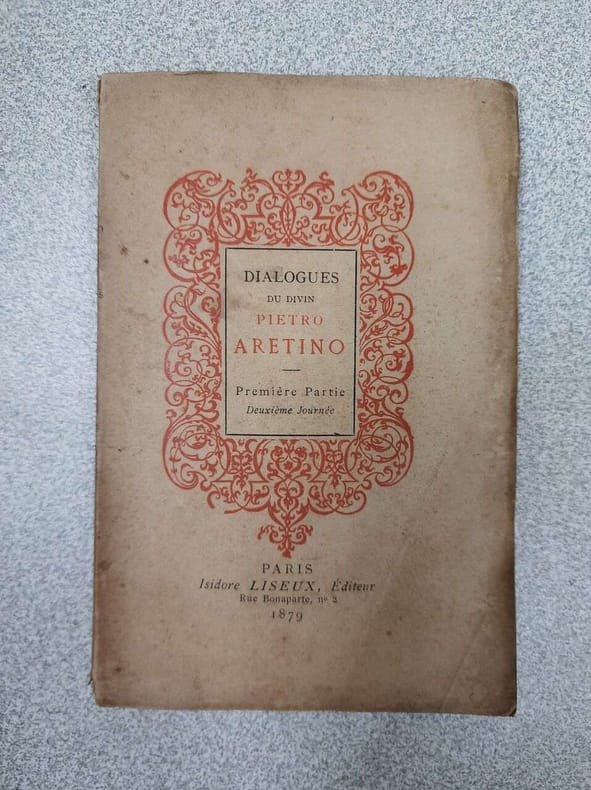 DIALOGUES
DU DIVIN
PIETRO
ARETINO
Première Partie
Deuxième Journée
PARIS
Isidore LISEUX, Éditeur
Rue Bonaparte, nº 2
1879